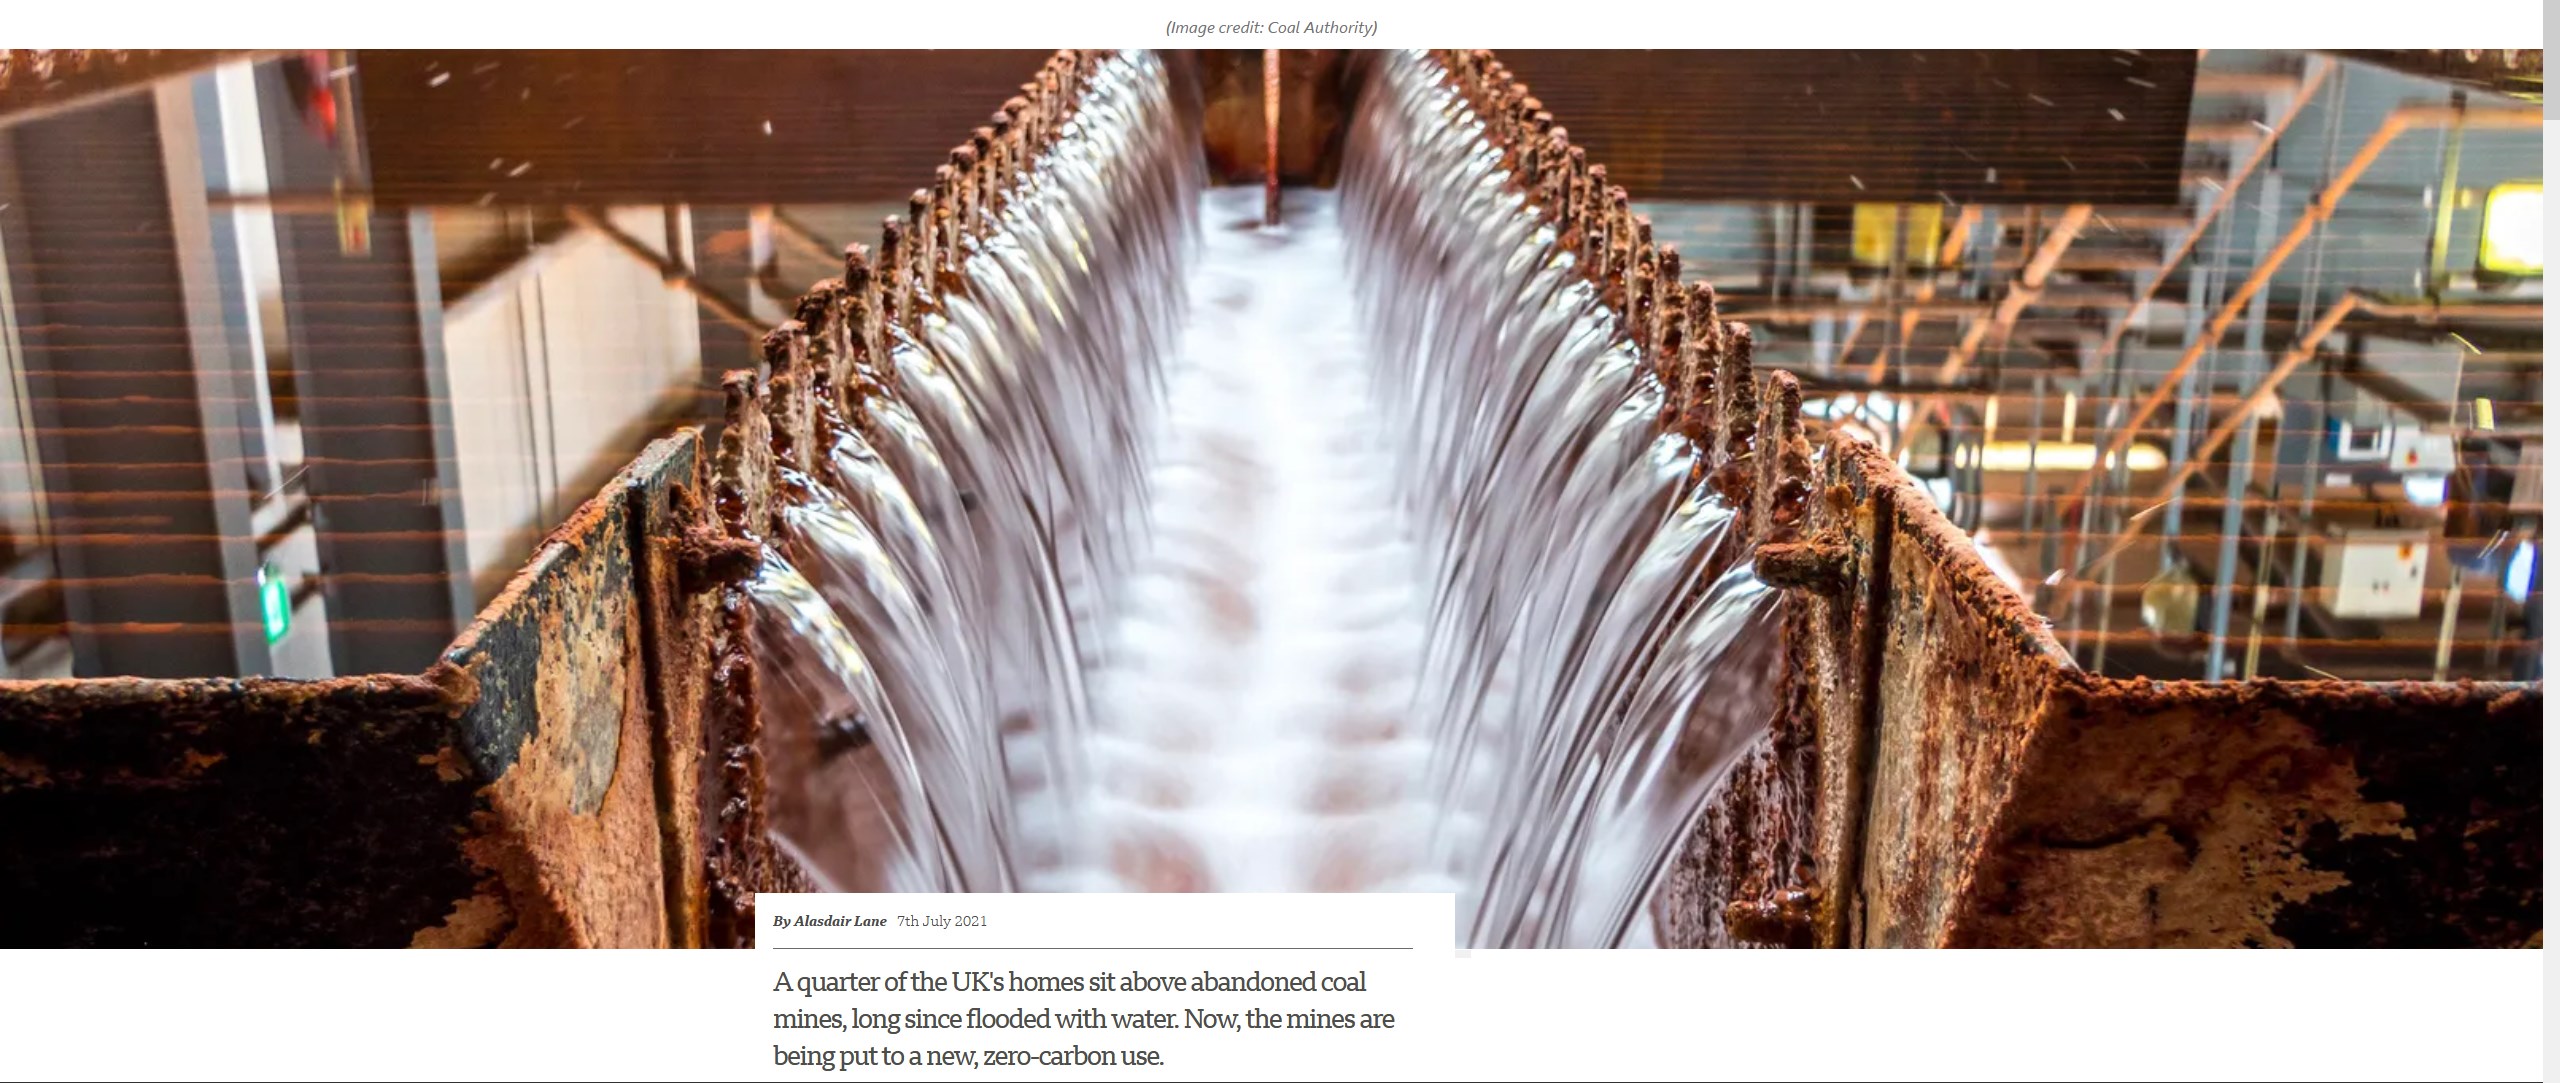 (Image credit: Coal Authority)
By Alasdair Lane 7th July 2021
A quarter of the UK's homes sit above abandoned coal
mines, long since flooded with water. Now, the mines are
being put to a new, zero-carbon use.